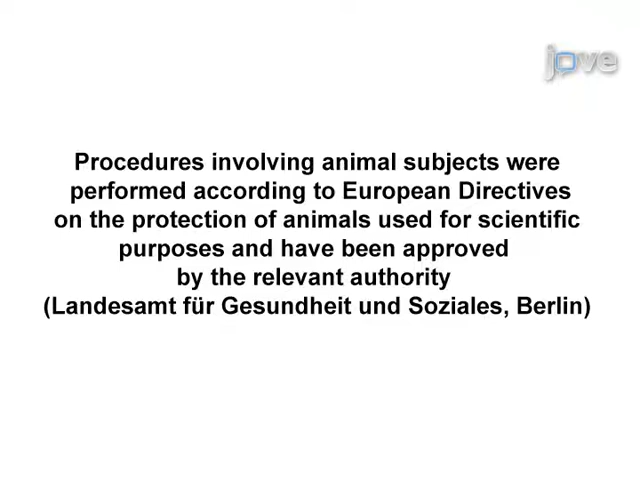 jove
Procedures involving animal subjects were
performed according to European Directives
on the protection of animals used for scientific
purposes and have been approved
by the relevant authority
(Landesamt für Gesundheit und Soziales, Berlin)